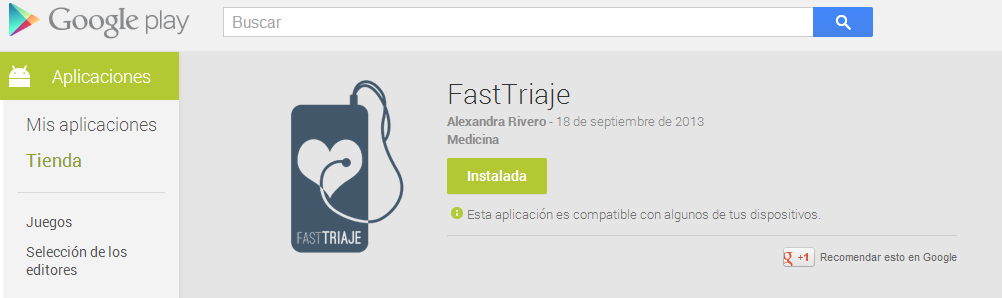 Google play
Buscar
Aplicaciones
Mis aplicaciones
Tienda
Juegos
Selección de los
editores
FASTTRIAJE
FastTriaje
Alexandra Rivero - 18 de septiembre de 2013
Medicina
Instalada
Esta aplicación es compatible con algunos de tus dispositivos.
g +1 Recomendar esto en Google